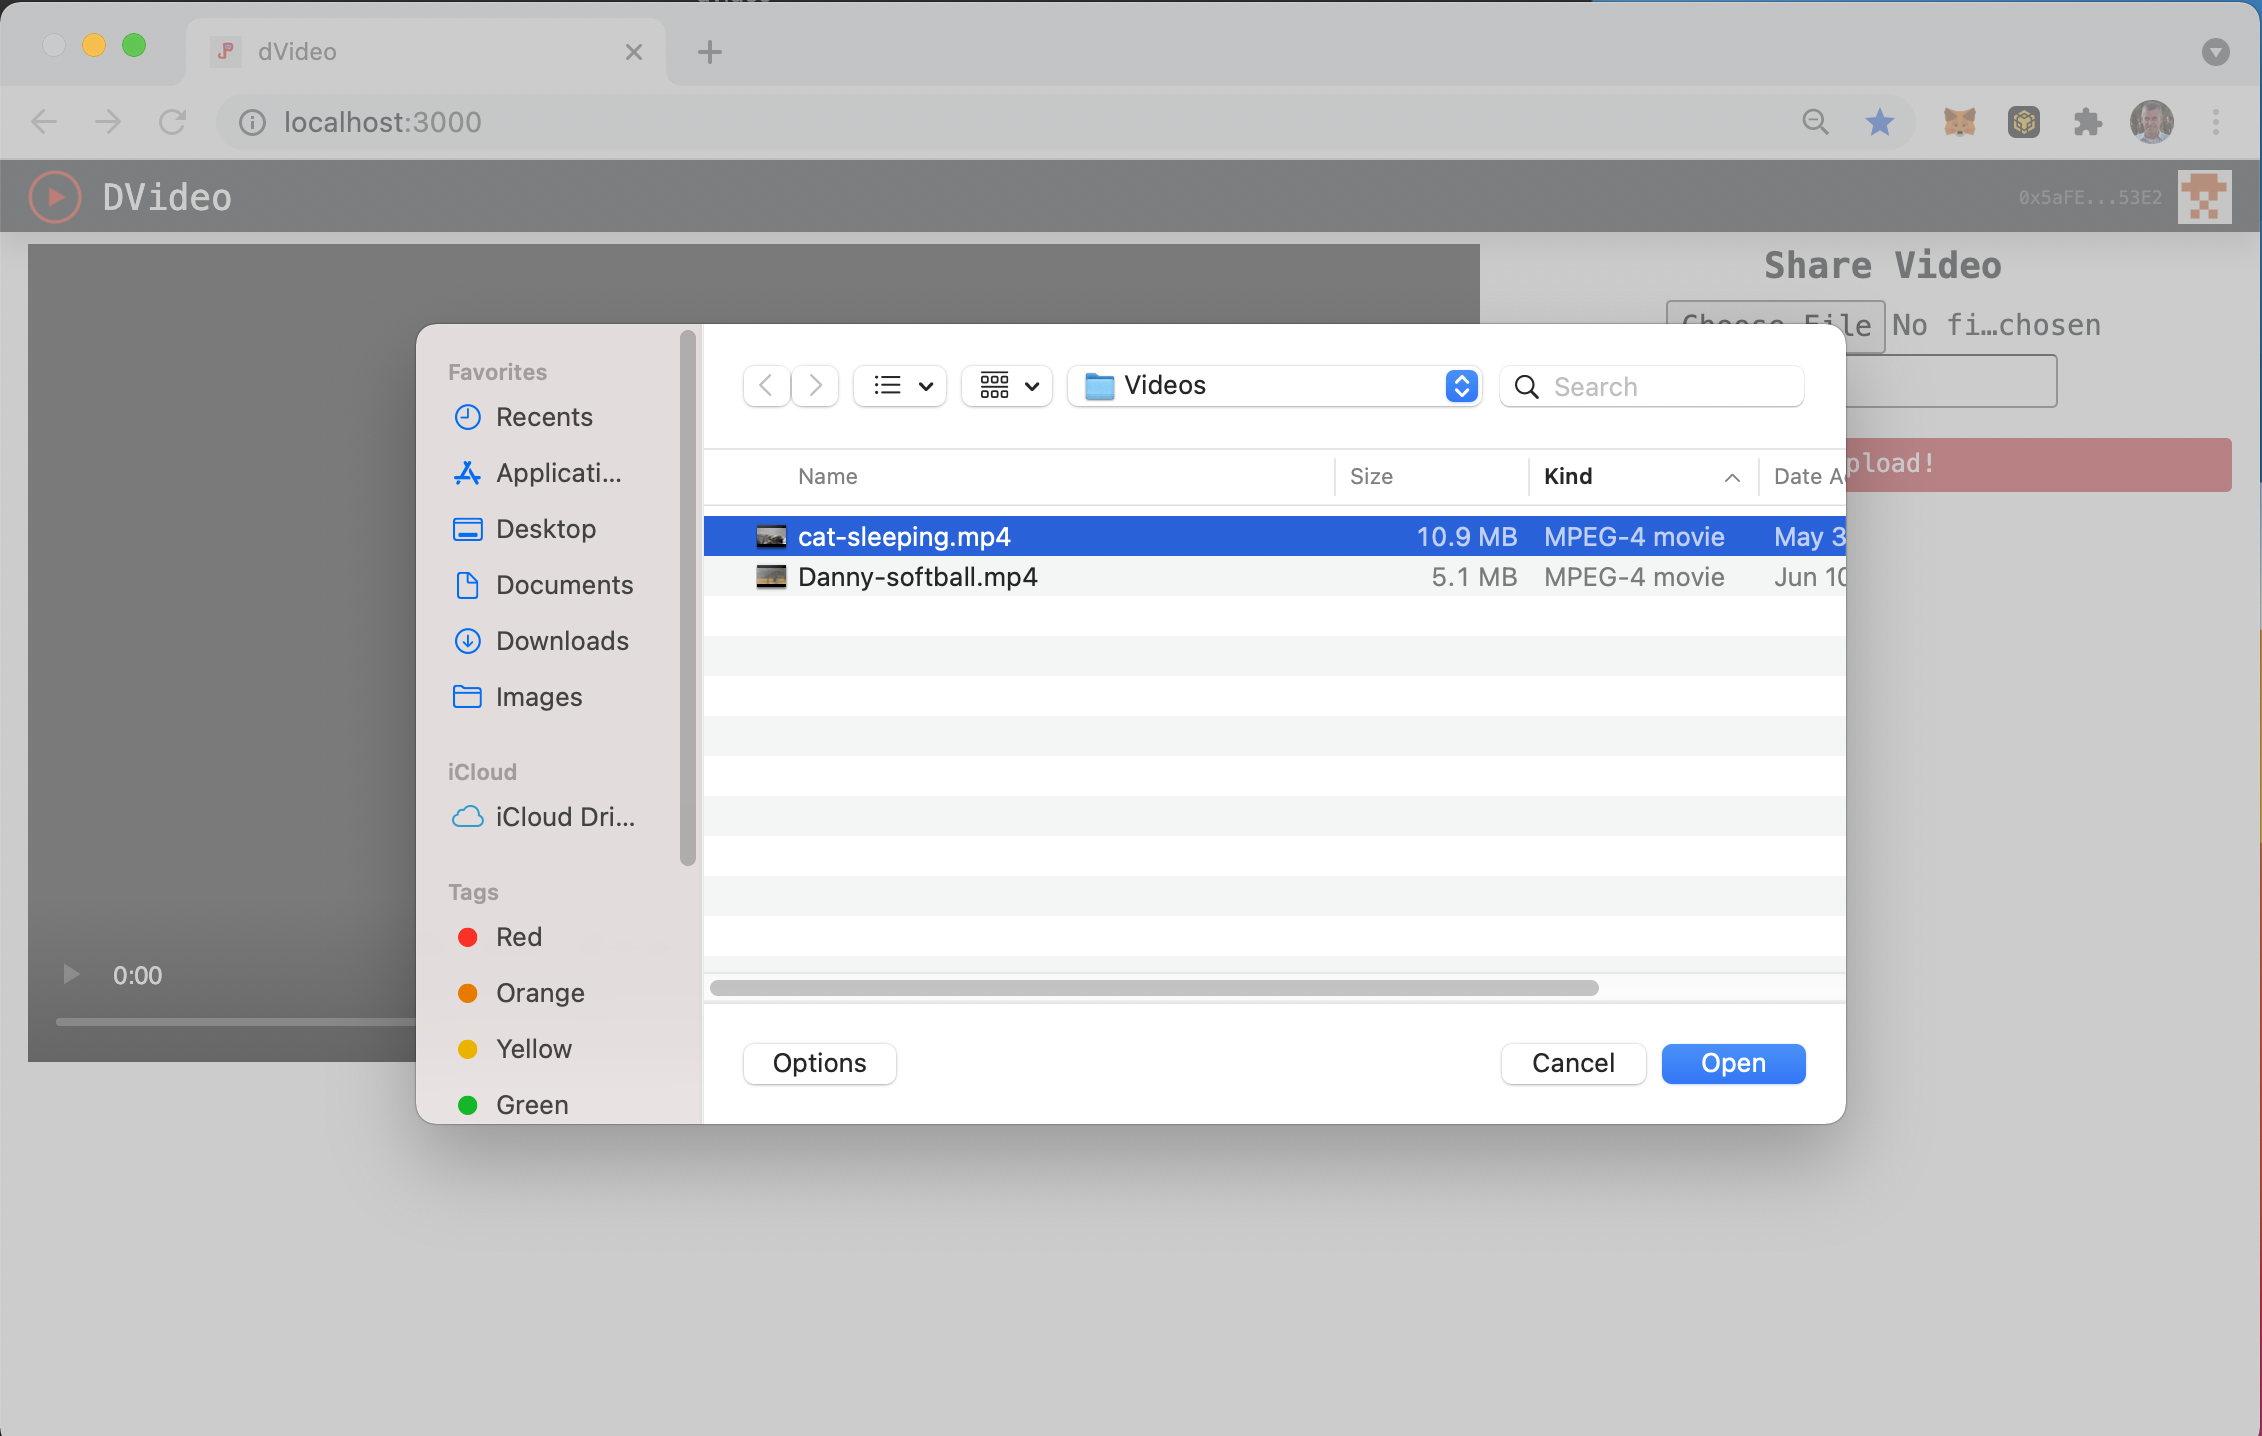 dVideo
localhost:3000
DVideo
0x5aFE...53E2
Share Video
Choose File No fi…chosen
pload!
0:00
Favorites
Recents
Applicati...
Desktop
Documents
Downloads
Images
iCloud
iCloud Dri...
Tags
Red
Orange
Yellow
Green
Videos
Search
Name Size Kind Date A
cat-sleeping.mp4 10.9 MB MPEG-4 movie May 3
Danny-softball.mp4 5.1 MB MPEG-4 movie Jun 10
Options Cancel Open